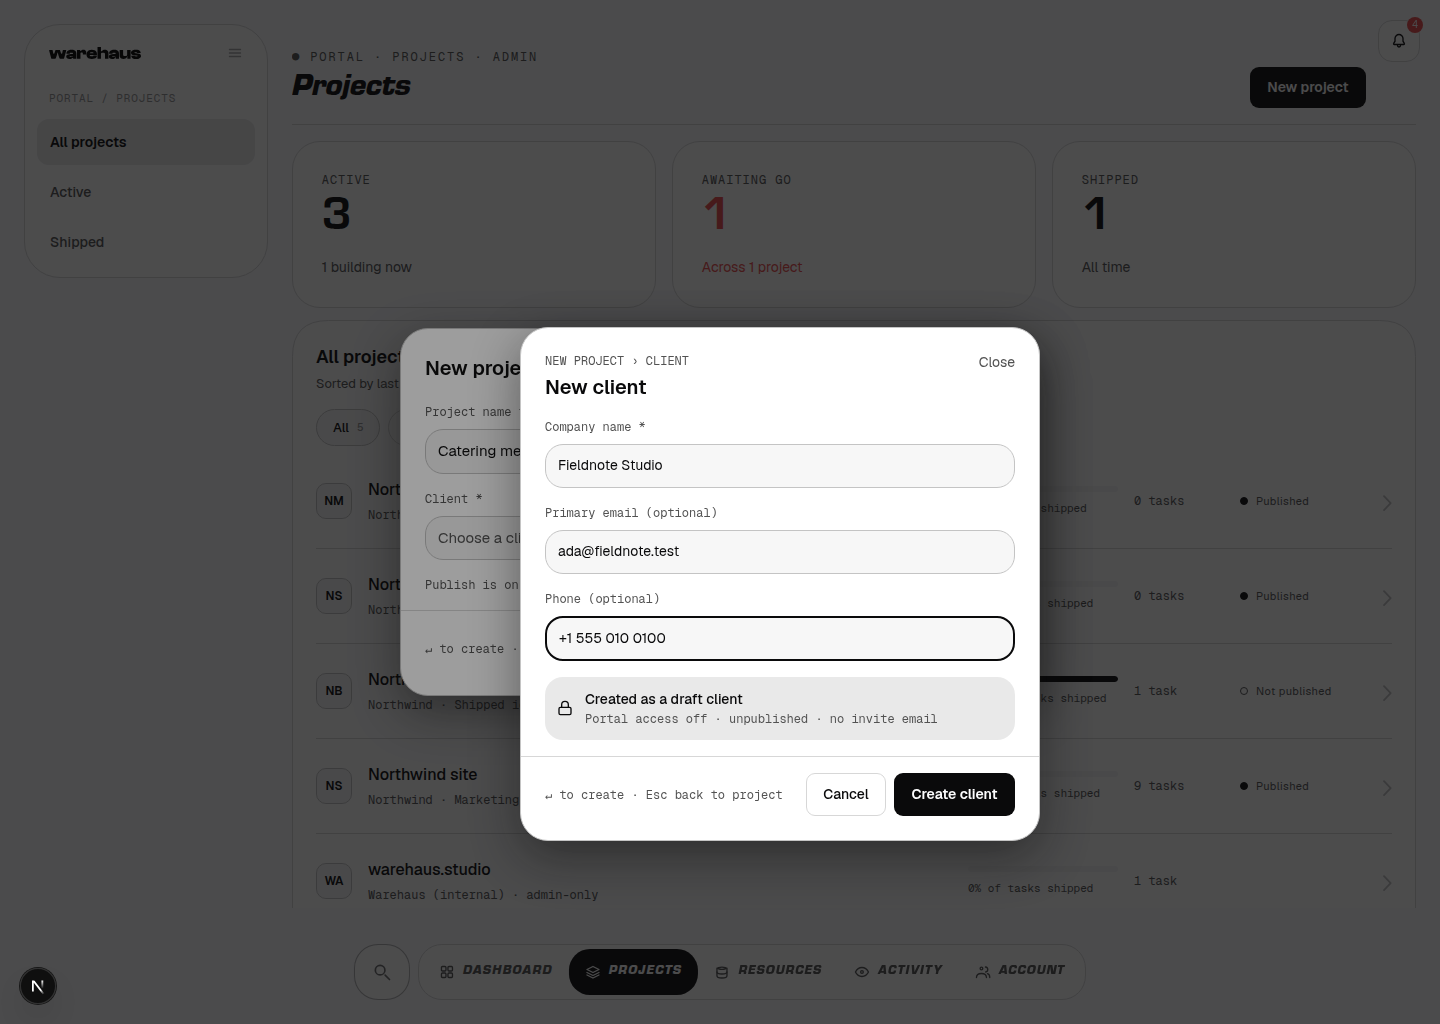 warehaus
PORTAL / PROJECTS
All projects
Active
Shipped
PORTAL · PROJECTS · ADMIN
Projects
4
New project
ACTIVE
3
1 building now
AWAITING GO
1
Across 1 project
SHIPPED
1
All time
All project
Sorted by last
All 5
NM
Nort
North
0 tasks
Published
shipped
NS
Nort
North
0 tasks
Published
shipped
NB
Nort
Northwind · Shipped i
ks shipped
1 task
Not published
NS
Northwind site
Northwind · Marketing
s shipped
9 tasks
Published
WA
warehaus.studio
Warehaus (internal) · admin-only
0% of tasks shipped
1 task
New proje
Project name
Catering me
Client *
Choose a cli
Publish is on
↵ to create ·
NEW PROJECT › CLIENT
Close
New client
Company name *
Fieldnote Studio
Primary email (optional)
ada@fieldnote.test
Phone (optional)
+1 555 010 0100
Created as a draft client
Portal access off · unpublished · no invite email
↵ to create · Esc back to project
Cancel
Create client
DASHBOARD
PROJECTS
RESOURCES
ACTIVITY
ACCOUNT
N